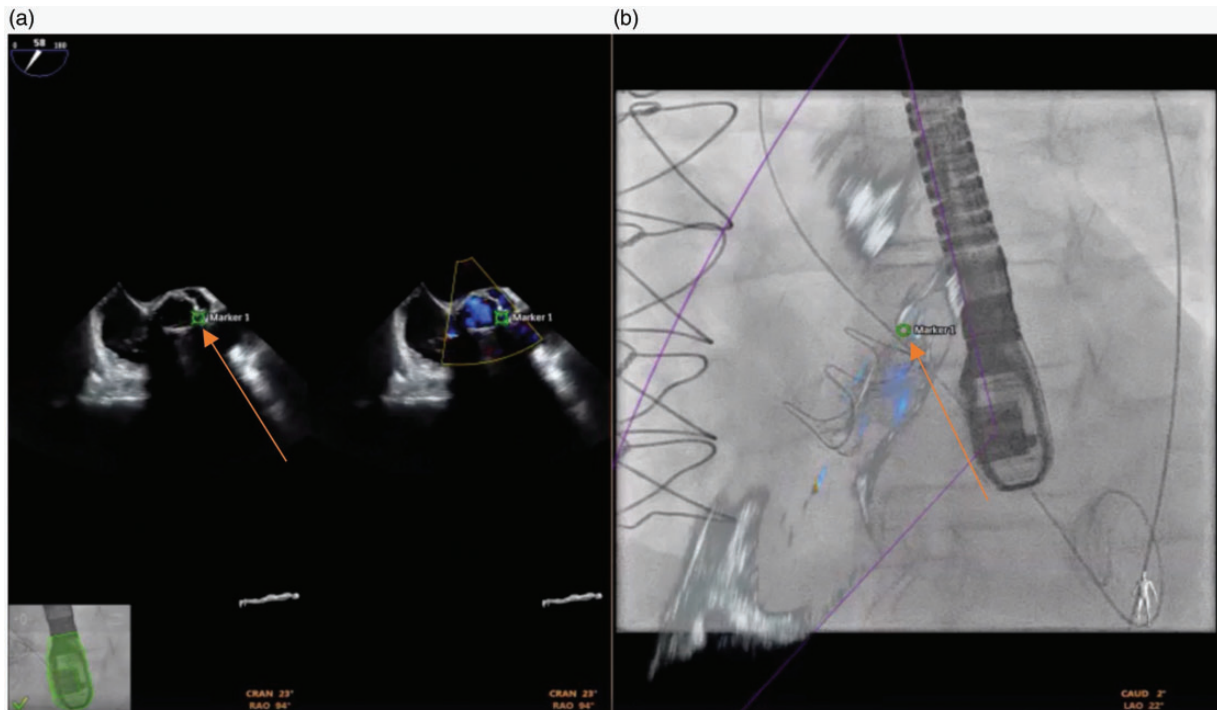 (a)
(b)
0 58 180
Marker 1
Marker 1
Marker 1
CRAN 23°
RAO 94°
CRAN 23°
RAO 94°
CAUD 2°
LAO 22°